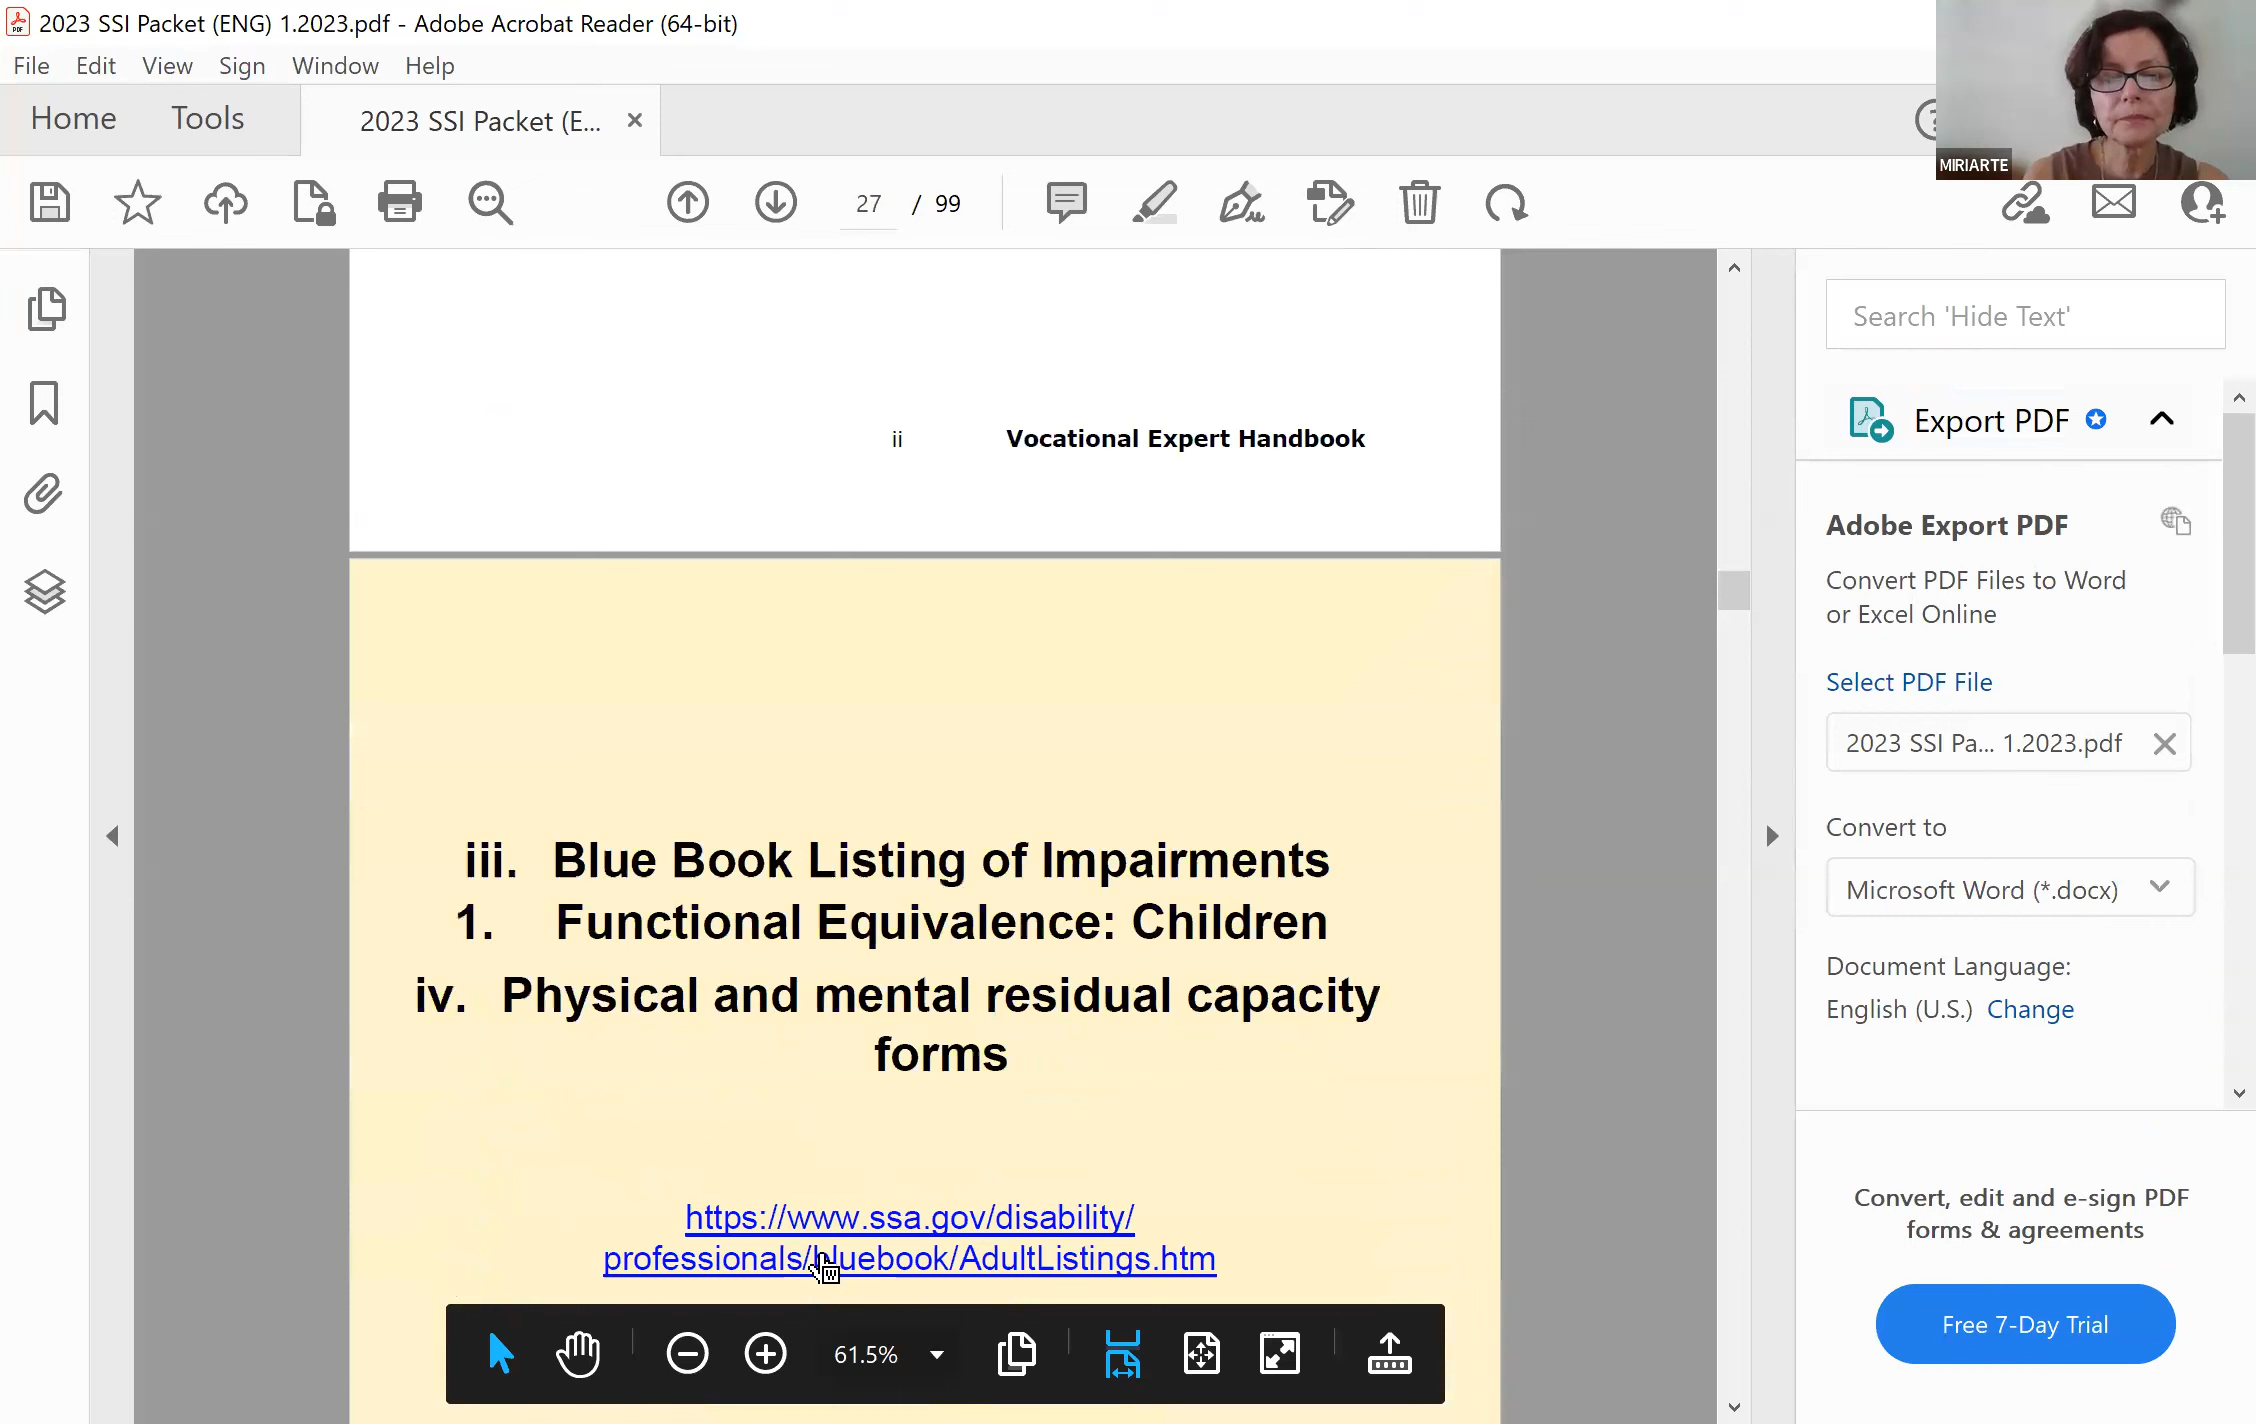 2023 SSI Packet (ENG) 1.2023.pdf - Adobe Acrobat Reader (64-bit)
File Edit View Sign Window Help
Home Tools 2023 SSI Packet (E... ×
MIRIARTE
27 / 99
ii Vocational Expert Handbook
iii. Blue Book Listing of Impairments
1. Functional Equivalence: Children
iv. Physical and mental residual capacity
forms
https://www.ssa.gov/disability/
professionals/bluebook/AdultListings.htm
61.5%
Search 'Hide Text'
Export PDF
Adobe Export PDF
Convert PDF Files to Word
or Excel Online
Select PDF File
2023 SSI Pa... 1.2023.pdf
Convert to
Microsoft Word (*.docx)
Document Language:
English (U.S.) Change
Convert, edit and e-sign PDF
forms & agreements
Free 7-Day Trial